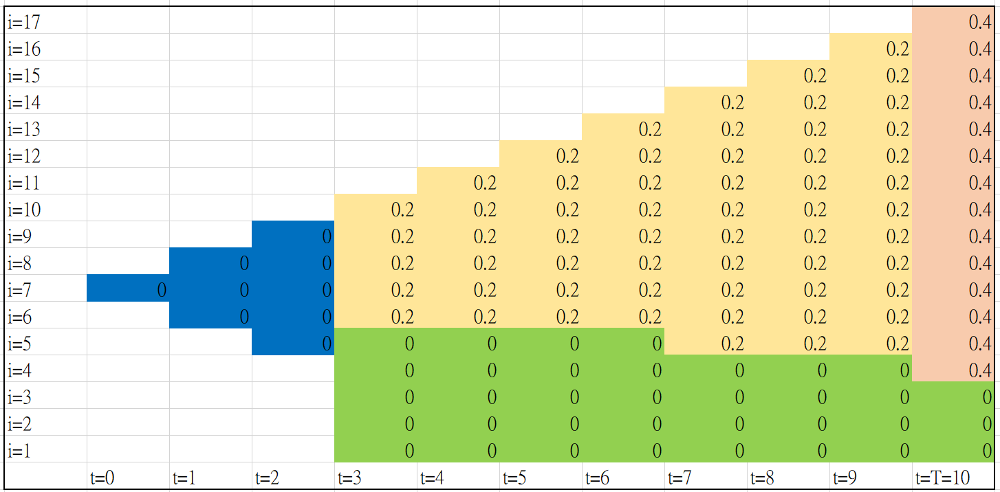 i=17 0.4
i=16 0.2 0.4
i=15 0.2 0.2 0.4
i=14 0.2 0.2 0.2 0.4
i=13 0.2 0.2 0.2 0.2 0.4
i=12 0.2 0.2 0.2 0.2 0.2 0.4
i=11 0.2 0.2 0.2 0.2 0.2 0.2 0.4
i=10 0.2 0.2 0.2 0.2 0.2 0.2 0.2 0.4
i=9 0 0.2 0.2 0.2 0.2 0.2 0.2 0.2 0.4
i=8 0 0 0.2 0.2 0.2 0.2 0.2 0.2 0.2 0.4
i=7 0 0 0 0.2 0.2 0.2 0.2 0.2 0.2 0.2 0.4
i=6 0 0 0.2 0.2 0.2 0.2 0.2 0.2 0.2 0.4
i=5 0 0 0 0 0 0.2 0.2 0.2 0.4
i=4 0 0 0 0 0 0 0 0.4
i=3 0 0 0 0 0 0 0 0
i=2 0 0 0 0 0 0 0 0
i=1 0 0 0 0 0 0 0 0
t=0 t=1 t=2 t=3 t=4 t=5 t=6 t=7 t=8 t=9 t=T=10